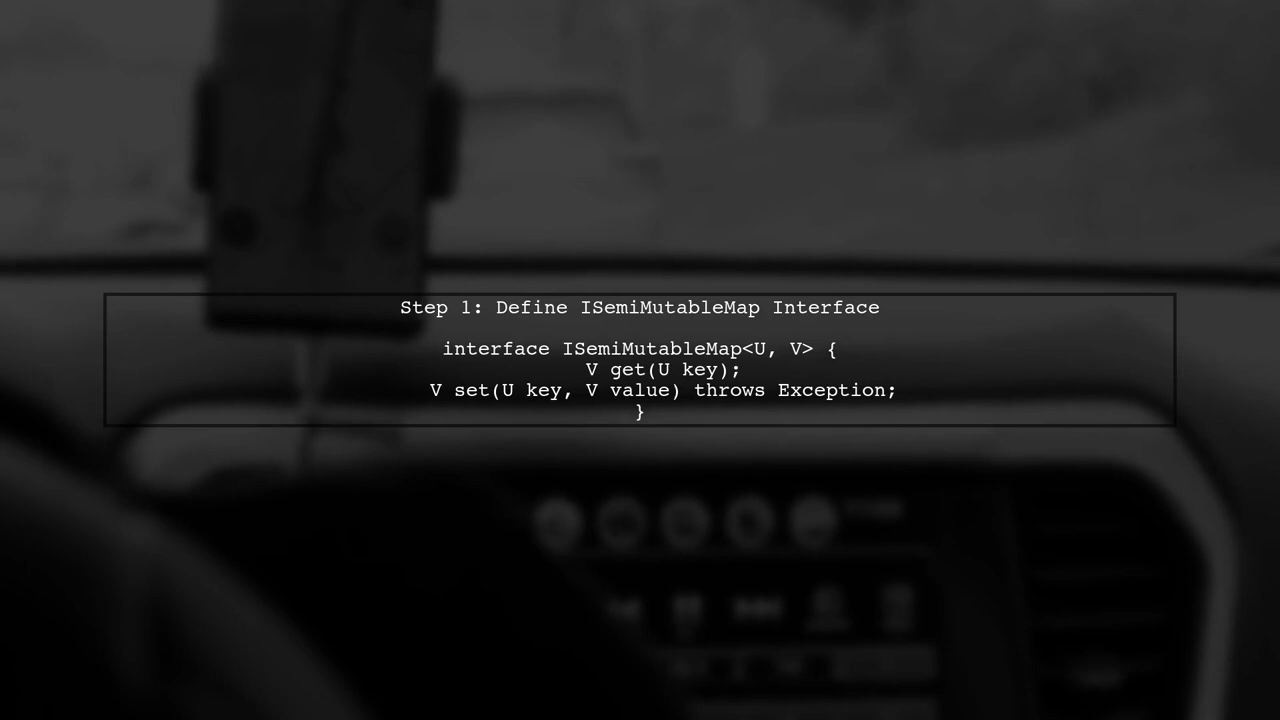 Step 1: Define ISemiMutableMap Interface
interface ISemiMutableMap<U, V> {
V get(U key);
V set(U key, V value) throws Exception;
}